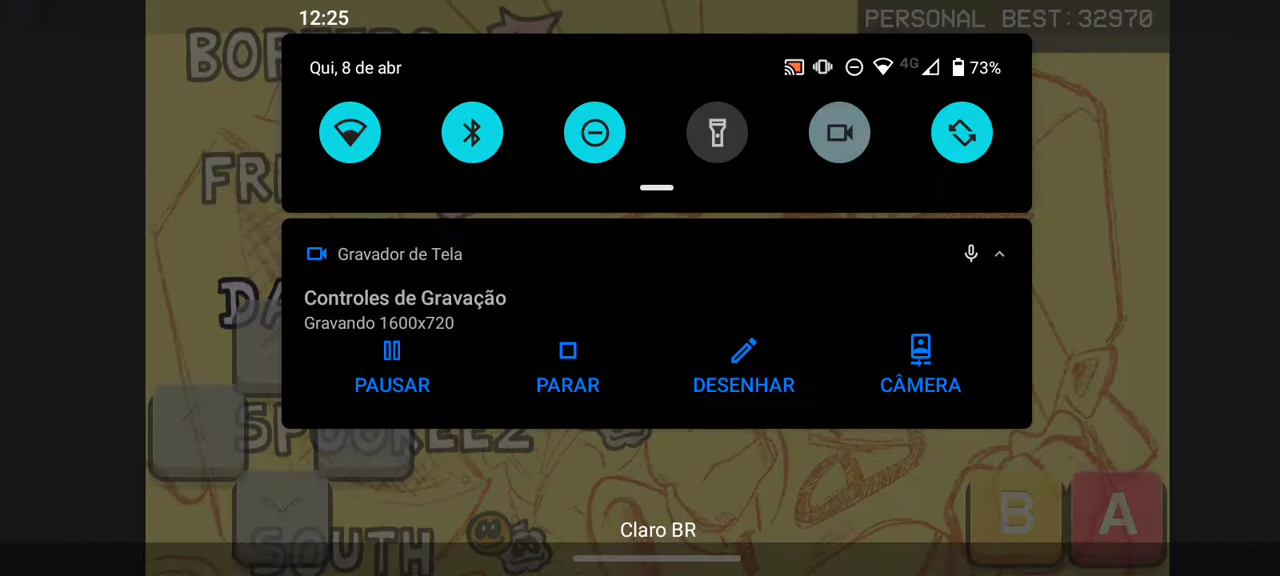 12:25
PERSONAL BEST:32970
Qui, 8 de abr
4G
73%
Gravador de Tela
Controles de Gravação
Gravando 1600x720
PAUSAR
PARAR
DESENHAR
CÂMERA
SPOOKEEZ
SOUTH
B
A
Claro BR